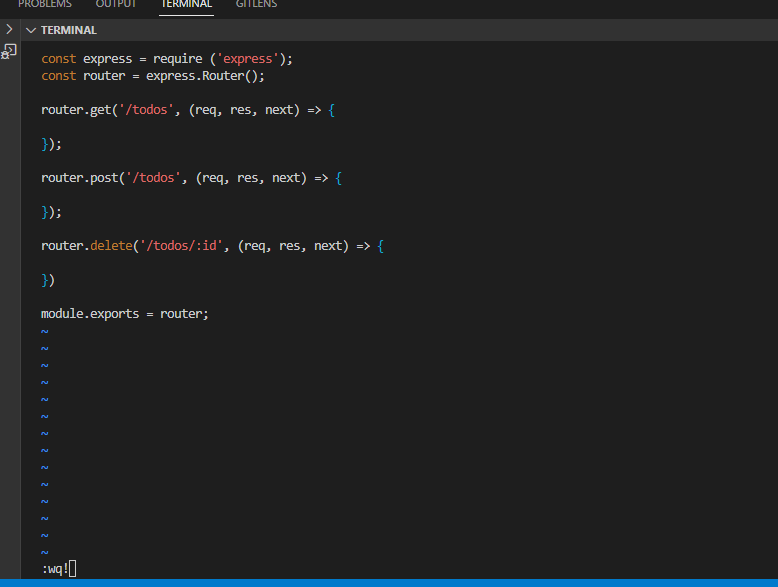 PROBLEMS OUTPUT TERMINAL GITLENS
TERMINAL
const express = require ('express');
const router = express.Router();
router.get('/todos', (req, res, next) => {
});
router.post('/todos', (req, res, next) => {
});
router.delete('/todos/:id', (req, res, next) => {
})
module.exports = router;
~
~
~
~
~
~
~
~
~
~
~
~
~
~
:wq!